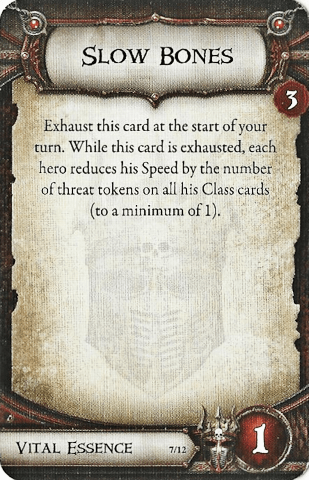 Slow Bones
3
Exhaust this card at the start of your
turn. While this card is exhausted, each
hero reduces his Speed by the number
of threat tokens on all his Class cards
(to a minimum of 1).
Vital Essence 7/12 1